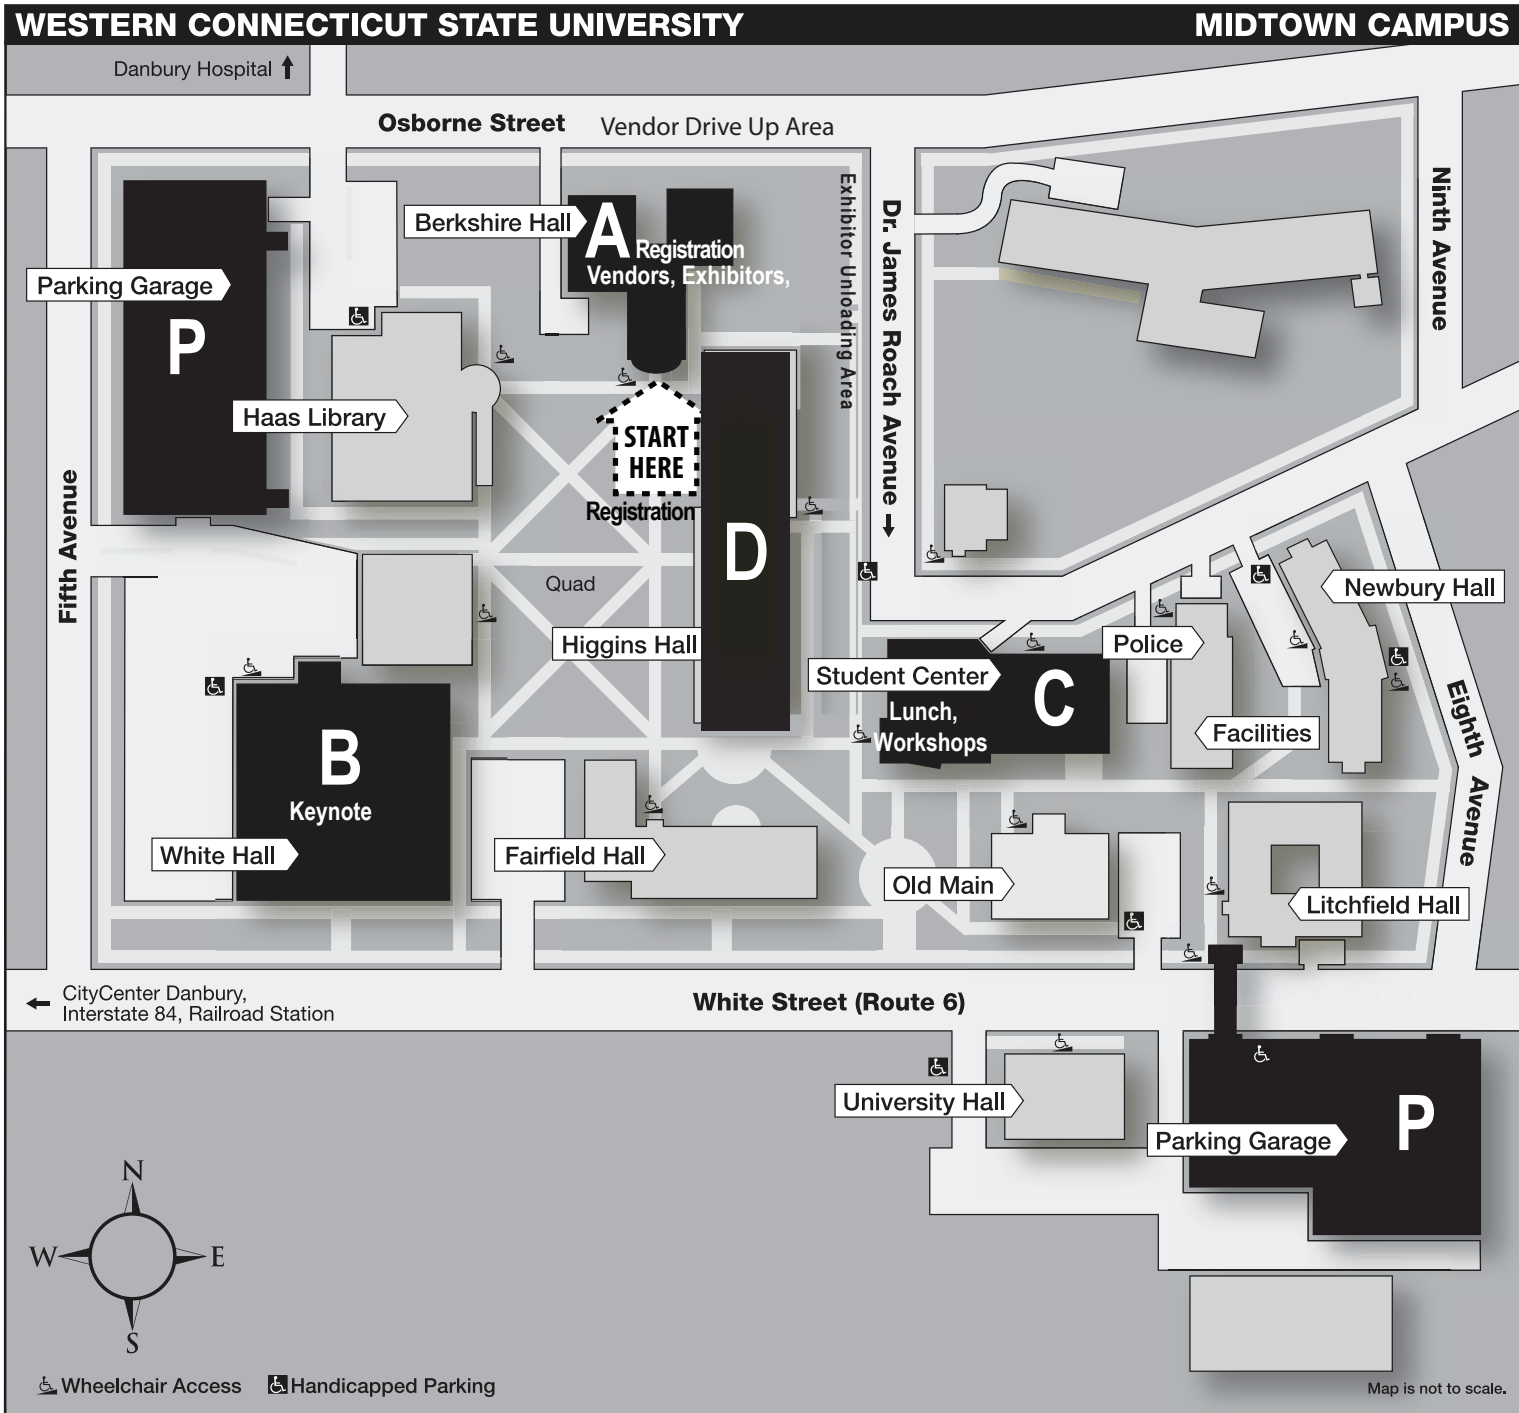 WESTERN CONNECTICUT STATE UNIVERSITY
MIDTOWN CAMPUS
Danbury Hospital
Osborne Street
Vendor Drive Up Area
Berkshire Hall
A
Registration
Vendors, Exhibitors,
Exhibitor Unloading Area
Dr. James Roach Avenue
Ninth Avenue
Parking Garage
P
Haas Library
START
HERE
Registration
Fifth Avenue
D
Quad
Higgins Hall
Newbury Hall
Police
Student Center
C
Lunch,
Workshops
Facilities
Eighth Avenue
B
Keynote
White Hall
Fairfield Hall
Old Main
Litchfield Hall
CityCenter Danbury,
Interstate 84, Railroad Station
White Street (Route 6)
University Hall
Parking Garage
P
N
W
E
S
Wheelchair Access
Handicapped Parking
Map is not to scale.